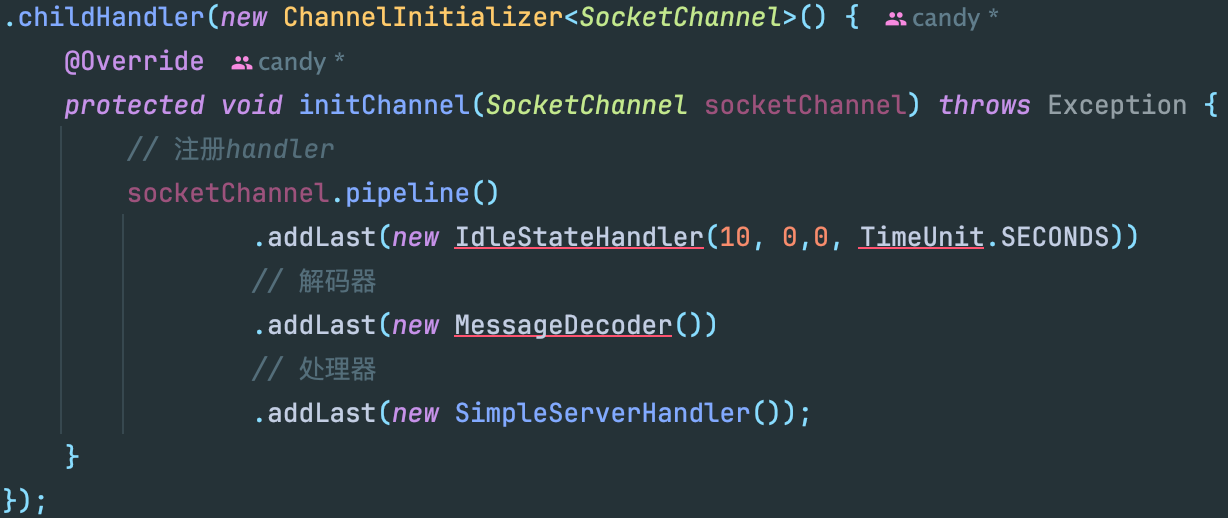 .childHandler(new ChannelInitializer<SocketChannel>() { candy *
@Override candy *
protected void initChannel(SocketChannel socketChannel) throws Exception {
// 注册handler
socketChannel.pipeline()
.addLast(new IdleStateHandler(10, 0,0, TimeUnit.SECONDS))
// 解码器
.addLast(new MessageDecoder())
// 处理器
.addLast(new SimpleServerHandler());
}
});